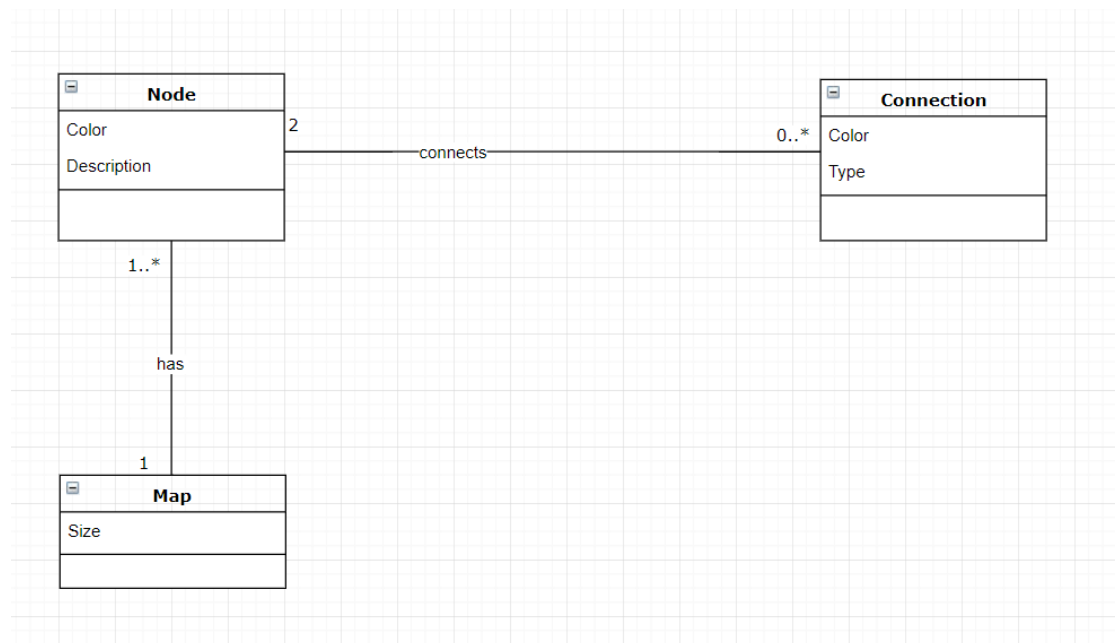 Node
Color
Description
2
connects
0..*
Connection
Color
Type
1..*
has
1
Map
Size